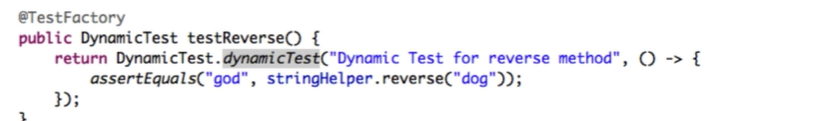 @TestFactory
public DynamicTest testReverse() {
    return DynamicTest.dynamicTest("Dynamic Test for reverse method", () -> {
        assertEquals("god", stringHelper.reverse("dog"));
    });
}